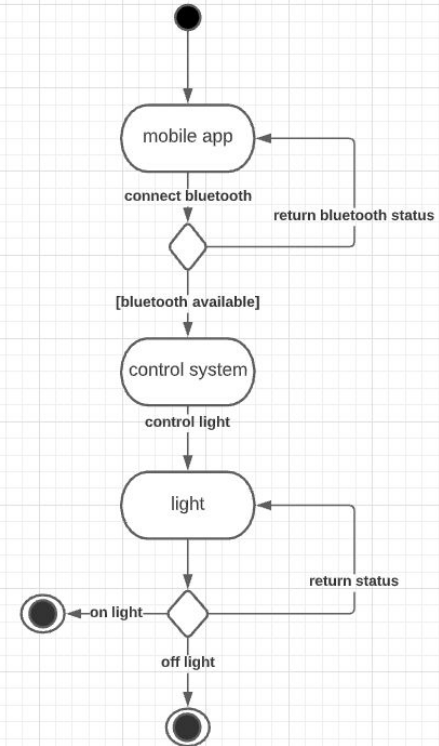 mobile app
connect bluetooth
return bluetooth status
[bluetooth available]
control system
control light
light
return status
on light
off light